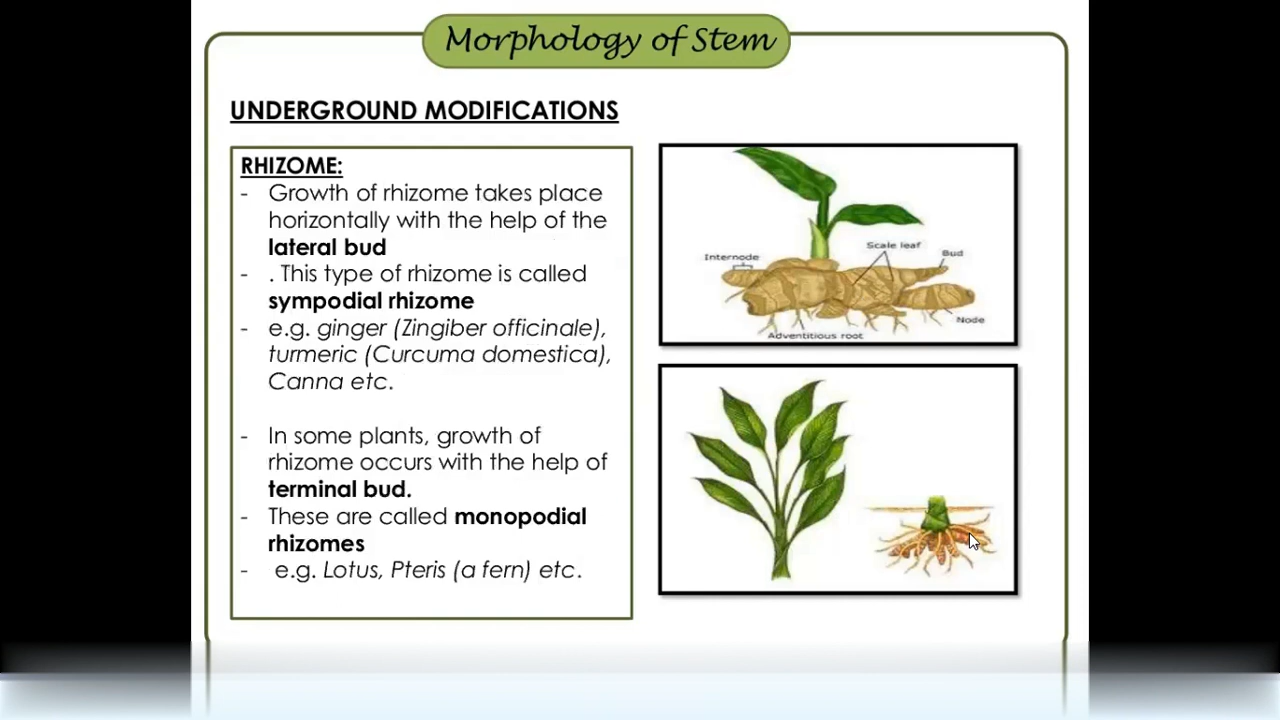 Morphology of Stem
UNDERGROUND MODIFICATIONS
RHIZOME:
- Growth of rhizome takes place
horizontally with the help of the
lateral bud
- . This type of rhizome is called
sympodial rhizome
- e.g. ginger (Zingiber officinale),
turmeric (Curcuma domestica),
Canna etc.
- In some plants, growth of
rhizome occurs with the help of
terminal bud.
- These are called monopodial
rhizomes
- e.g. Lotus, Pteris (a fern) etc.
Scale leaf
Internode
Bud
Node
Adventitious root